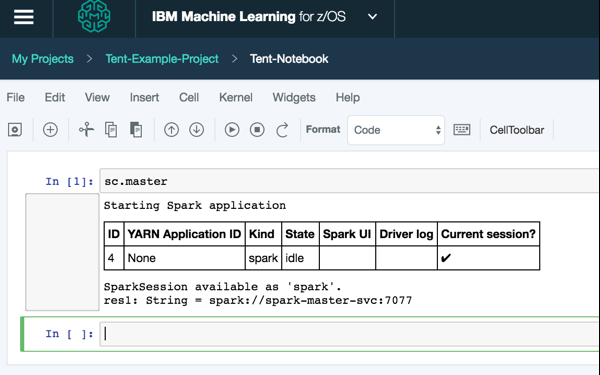 IBM Machine Learning for z/OS
My Projects > Tent-Example-Project > Tent-Notebook
File Edit View Insert Cell Kernel Widgets Help
Format Code CellToolbar
In [1]: sc.master
Starting Spark application
ID YARN Application ID Kind State Spark UI Driver log Current session?
4 None spark idle ✔
SparkSession available as 'spark'.
res1: String = spark://spark-master-svc:7077
In [ ]: